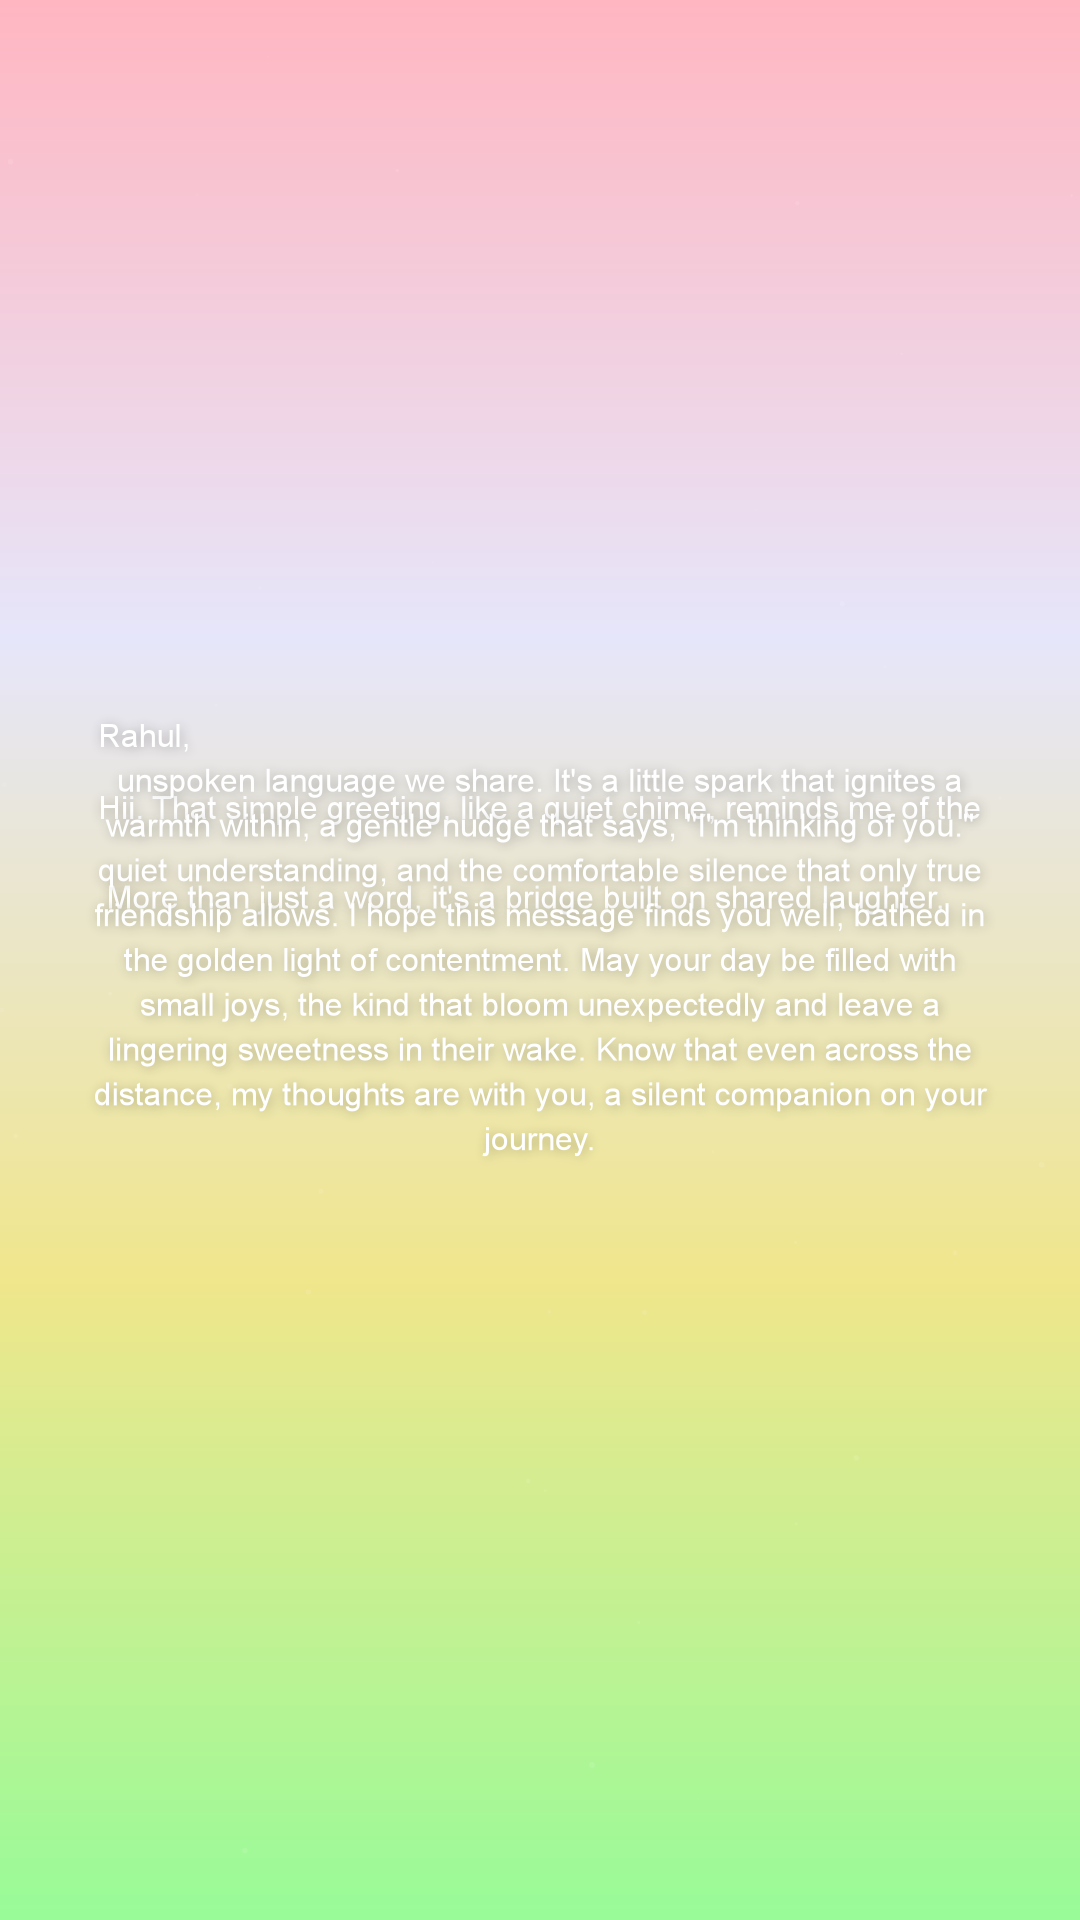 Rahul,
Hii. That simple greeting, like a quiet chime, reminds me of the
unspoken language we share. It's a little spark that ignites a
warmth within, a gentle nudge that says, "I'm thinking of you."
More than just a word, it's a bridge built on shared laughter,
quiet understanding, and the comfortable silence that only true
friendship allows. I hope this message finds you well, bathed in
the golden light of contentment. May your day be filled with
small joys, the kind that bloom unexpectedly and leave a
lingering sweetness in their wake. Know that even across the
distance, my thoughts are with you, a silent companion on your
journey.